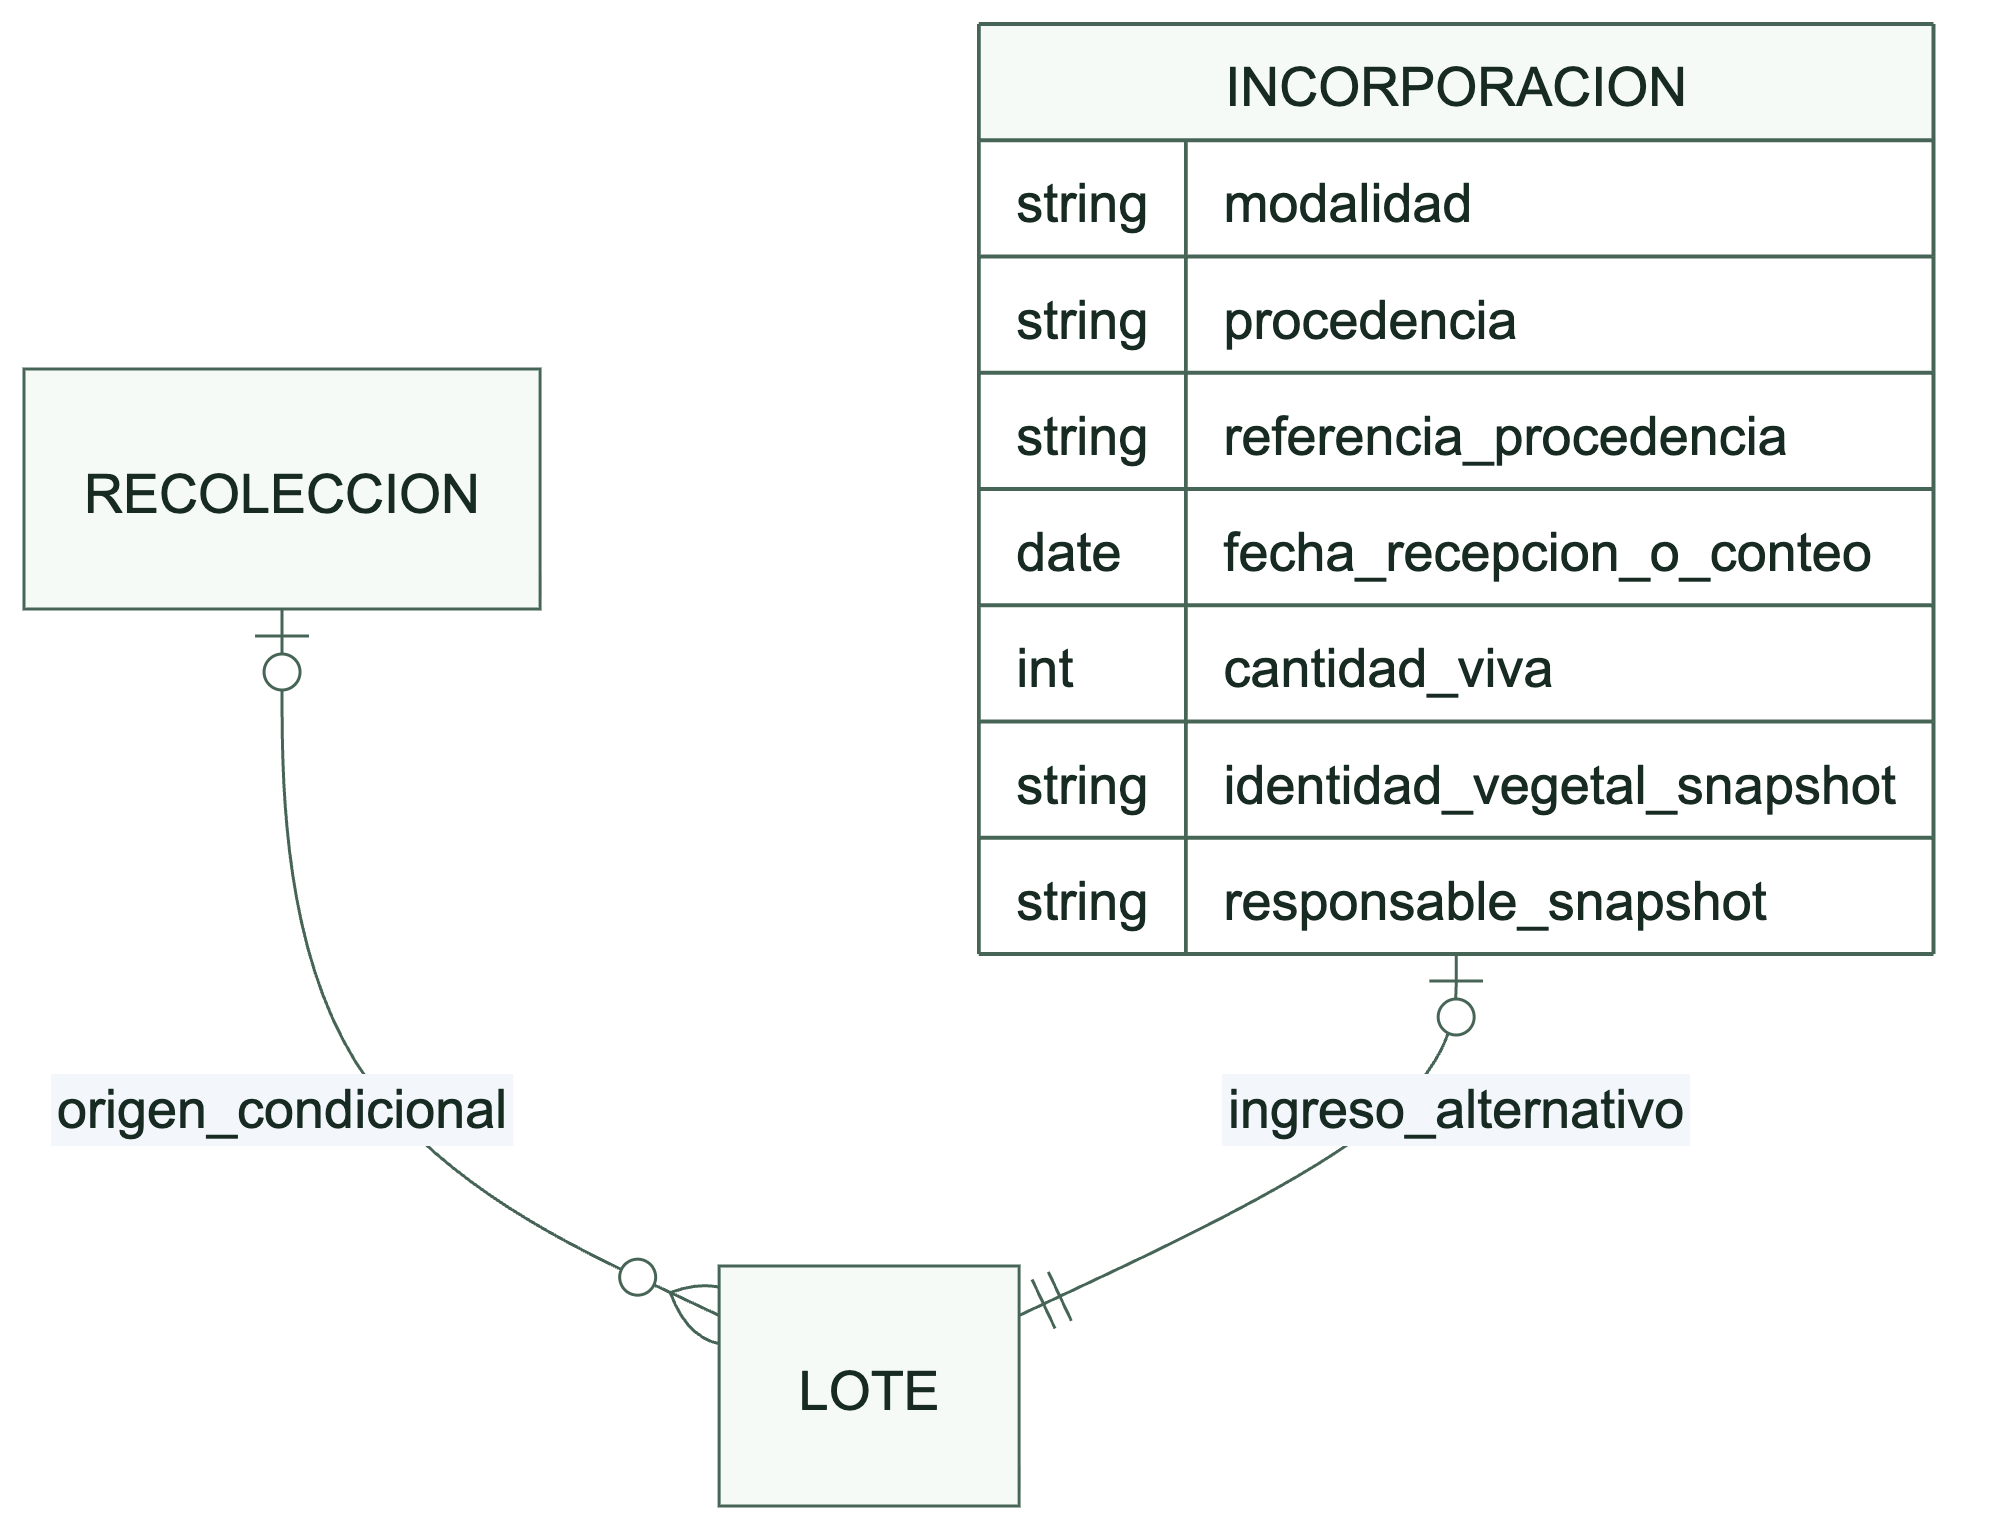 INCORPORACION
string modalidad
string procedencia
string referencia_procedencia
date fecha_recepcion_o_conteo
int cantidad_viva
string identidad_vegetal_snapshot
string responsable_snapshot
RECOLECCION
origen_condicional
ingreso_alternativo
LOTE